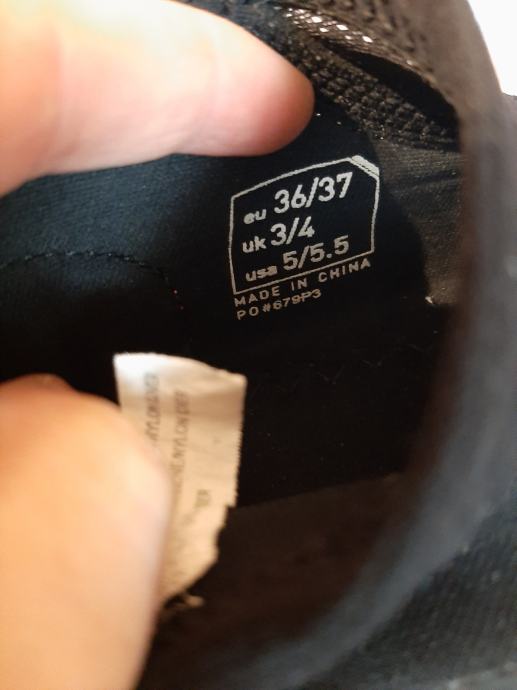 eu 36/37
uk 3/4
usa 5/5.5
MADE IN CHINA
PO#679P3